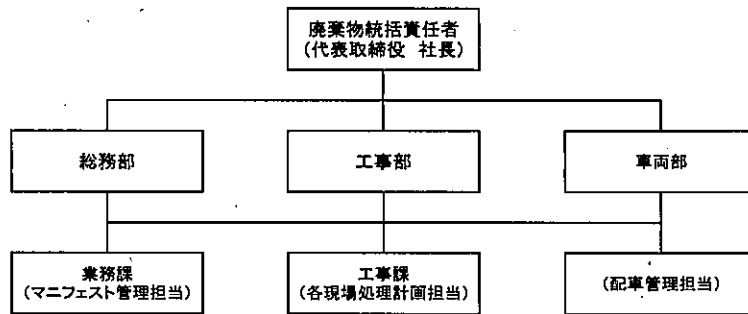 廃棄物統括責任者
(代表取締役 社長)
総務部
工事部
車両部
業務課
(マニフェスト管理担当)
工事課
(各現場処理計画担当)
(配車管理担当)